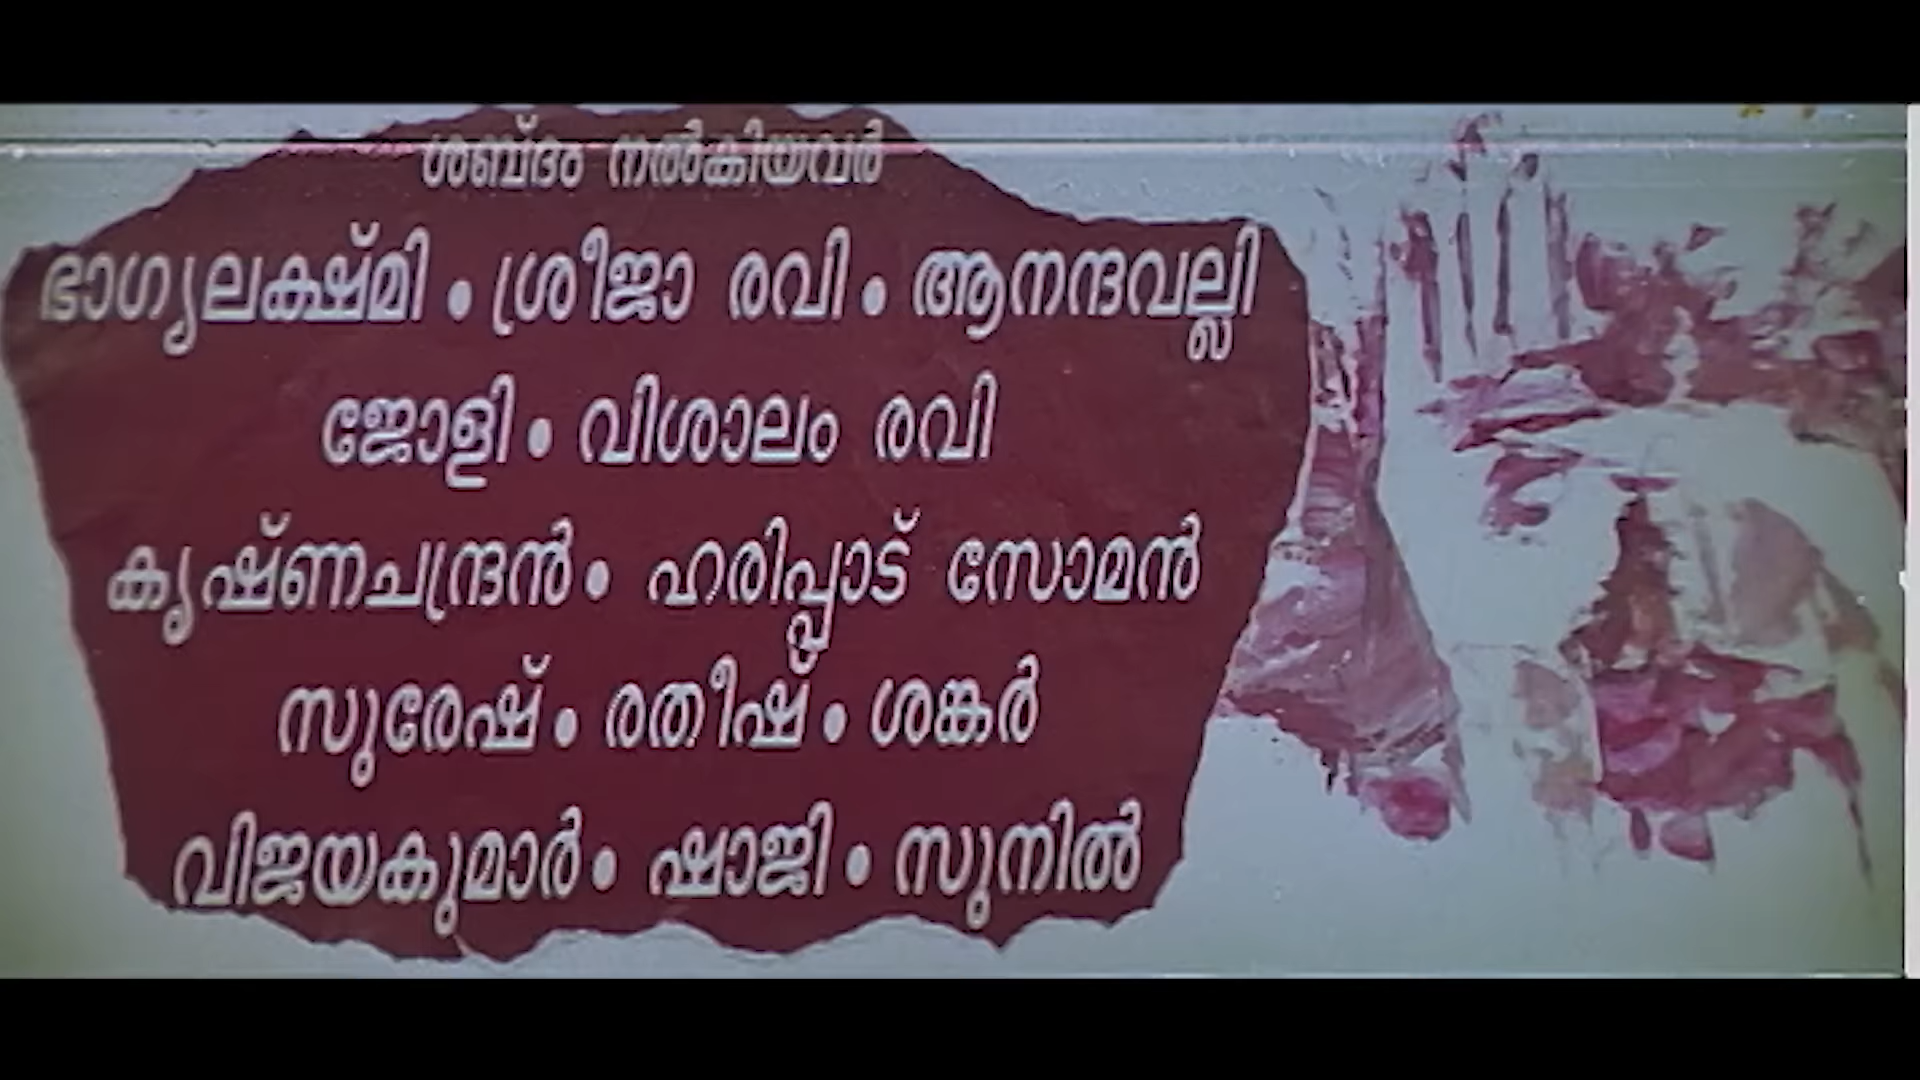 ശബ്ദം നൽകിയവർ
ഭാഗ്യലക്ഷ്മി • ശ്രീജാ രവി • ആനന്ദവല്ലി
ജോളി • വിശാലം രവി
കൃഷ്ണചന്ദ്രൻ • ഹരിപ്പാട് സോമൻ
സുരേഷ് • രതീഷ് • ശങ്കർ
വിജയകുമാർ • ഷാജി • സുനിൽ